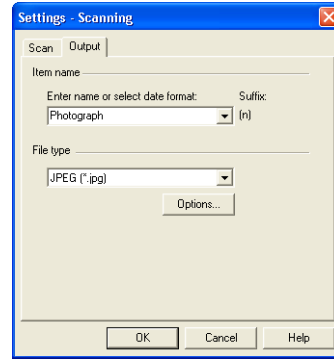 Settings - Scanning
Scan Output
Item name
Enter name or select date format: Suffix:
Photograph (n)
File type
JPEG (*.jpg)
Options...
OK Cancel Help